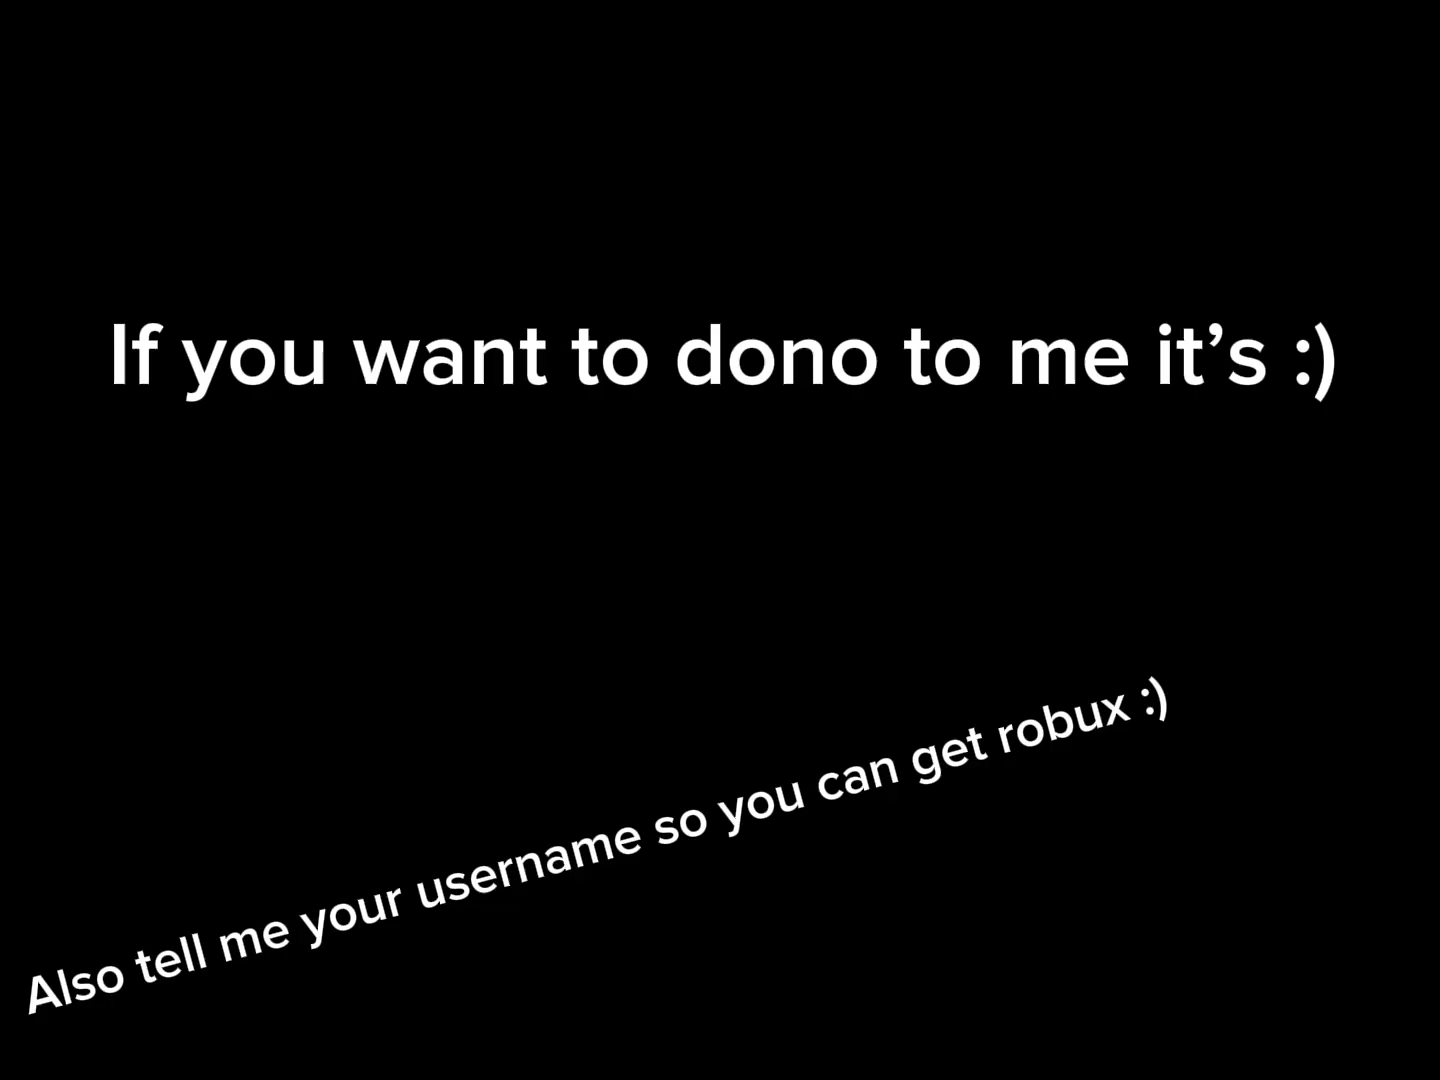 If you want to dono to me it’s :)
Also tell me your username so you can get robux :)